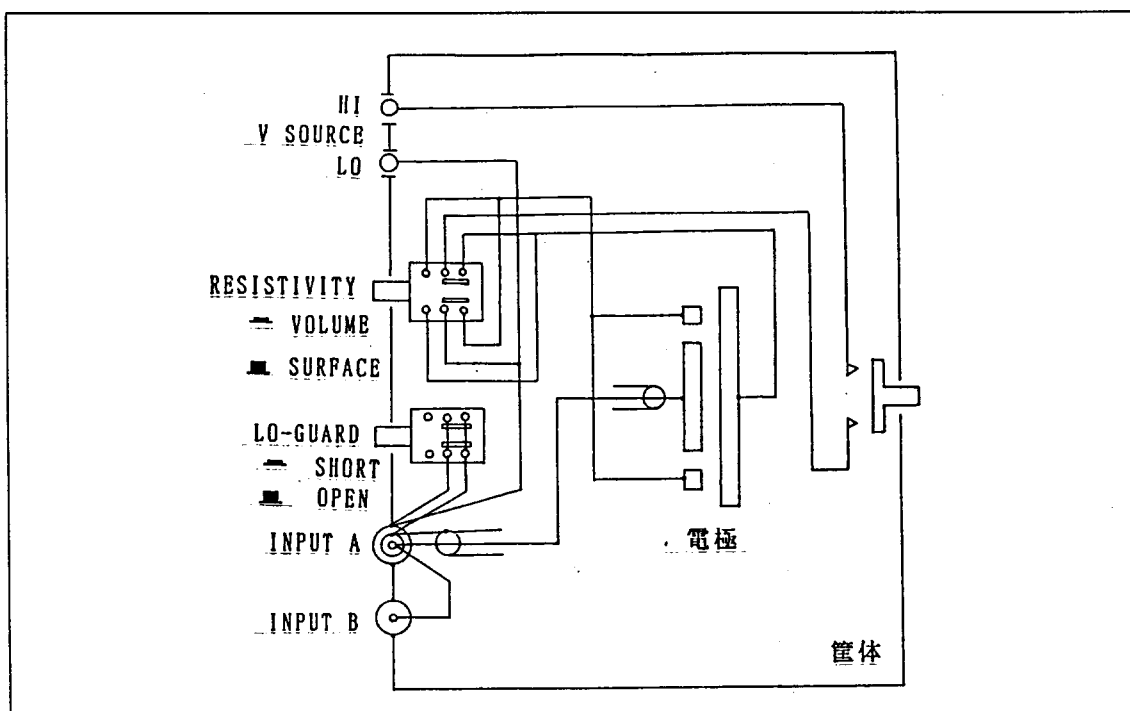 HI
V SOURCE
LO
RESISTIVITY
VOLUME
SURFACE
LO-GUARD
SHORT
OPEN
INPUT A
INPUT B
電極
筐体